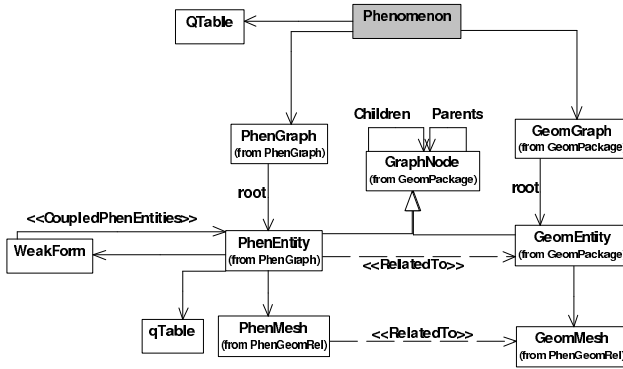 Phenomenon
QTable
Children Parents
PhenGraph
(from PhenGraph)
GraphNode
(from GeomPackage)
GeomGraph
(from GeomPackage)
root
root
<<CoupledPhenEntities>>
WeakForm
PhenEntity
(from PhenGraph)
<<RelatedTo>>
GeomEntity
(from GeomPackage)
qTable
PhenMesh
(from PhenGeomRel)
<<RelatedTo>>
GeomMesh
(from PhenGeomRel)